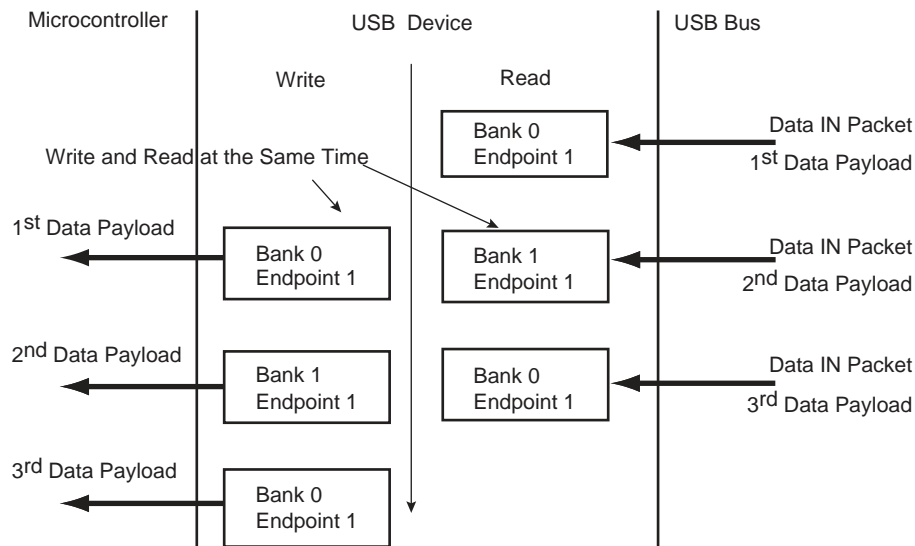 Microcontroller
USB Device
USB Bus
Write
Read
Bank 0
Endpoint 1
Data IN Packet
1st Data Payload
Write and Read at the Same Time
1st Data Payload
Bank 0
Endpoint 1
Bank 1
Endpoint 1
Data IN Packet
2nd Data Payload
2nd Data Payload
Bank 1
Endpoint 1
Bank 0
Endpoint 1
Data IN Packet
3rd Data Payload
3rd Data Payload
Bank 0
Endpoint 1